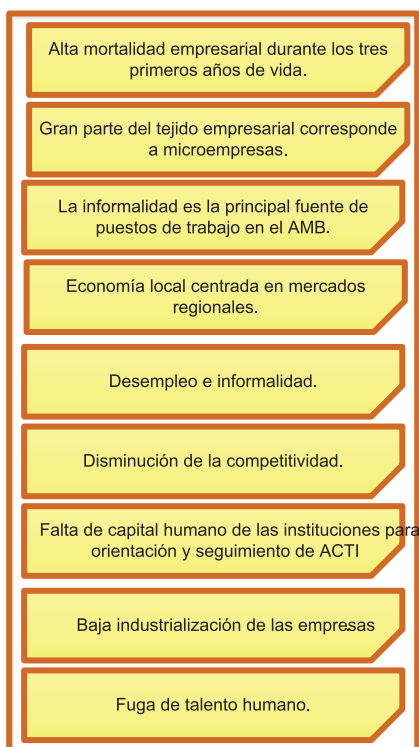 Alta mortalidad empresarial durante los tres
primeros años de vida.
Gran parte del tejido empresarial corresponde
a microempresas.
La informalidad es la principal fuente de
puestos de trabajo en el AMB.
Economía local centrada en mercados
regionales.
Desempleo e informalidad.
Disminución de la competitividad.
Falta de capital humano de las instituciones para
orientación y seguimiento de ACTI
Baja industrialización de las empresas.
Fuga de talento humano.